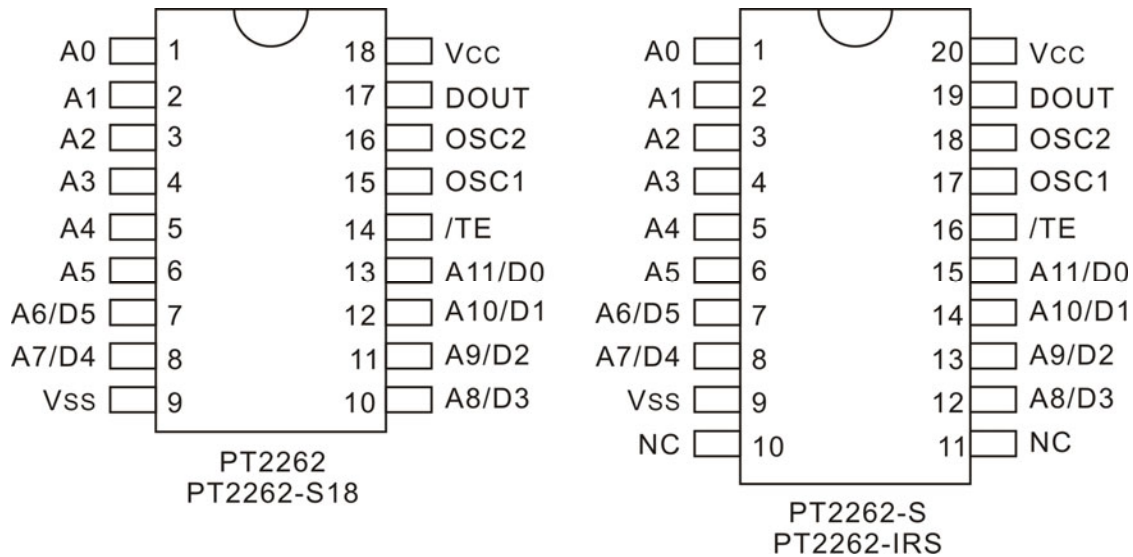 A0 1 18 Vcc
A1 2 17 DOUT
A2 3 16 OSC2
A3 4 15 OSC1
A4 5 14 /TE
A5 6 13 A11/D0
A6/D5 7 12 A10/D1
A7/D4 8 11 A9/D2
Vss 9 10 A8/D3
PT2262
PT2262-S18
A0 1 20 Vcc
A1 2 19 DOUT
A2 3 18 OSC2
A3 4 17 OSC1
A4 5 16 /TE
A5 6 15 A11/D0
A6/D5 7 14 A10/D1
A7/D4 8 13 A9/D2
Vss 9 12 A8/D3
NC 10 11 NC
PT2262-S
PT2262-IRS